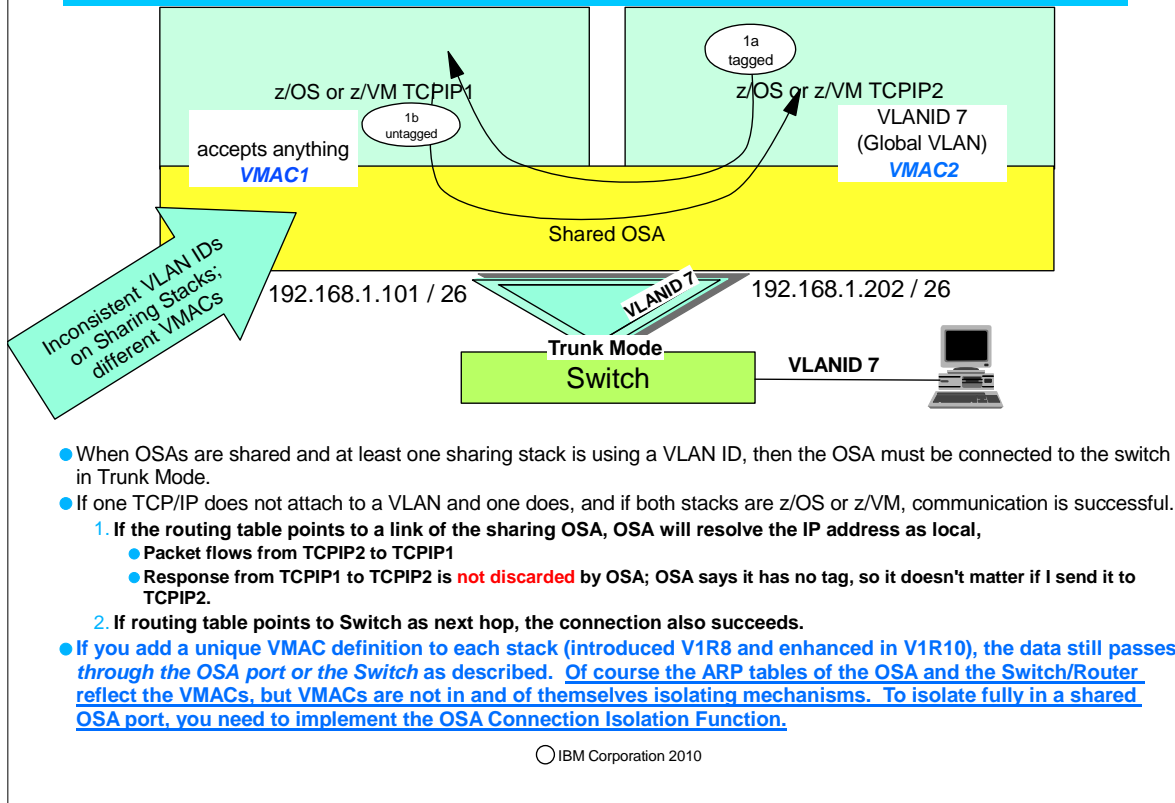 1a
tagged
z/OS or z/VM TCPIP1
z/OS or z/VM TCPIP2
1b
untagged
accepts anything
VMAC1
VLANID 7
(Global VLAN)
VMAC2
Shared OSA
Inconsistent VLAN IDs
on Sharing Stacks;
different VMACs
192.168.1.101 / 26
VLANID 7
192.168.1.202 / 26
Trunk Mode
Switch
VLANID 7
When OSAs are shared and at least one sharing stack is using a VLAN ID, then the OSA must be connected to the switch
in Trunk Mode.
If one TCP/IP does not attach to a VLAN and one does, and if both stacks are z/OS or z/VM, communication is successful.
1. If the routing table points to a link of the sharing OSA, OSA will resolve the IP address as local,
Packet flows from TCPIP2 to TCPIP1
Response from TCPIP1 to TCPIP2 is not discarded by OSA; OSA says it has no tag, so it doesn't matter if I send it to
TCPIP2.
2. If routing table points to Switch as next hop, the connection also succeeds.
If you add a unique VMAC definition to each stack (introduced V1R8 and enhanced in V1R10), the data still passes
through the OSA port or the Switch as described. Of course the ARP tables of the OSA and the Switch/Router
reflect the VMACs, but VMACs are not in and of themselves isolating mechanisms. To isolate fully in a shared
OSA port, you need to implement the OSA Connection Isolation Function.
IBM Corporation 2010